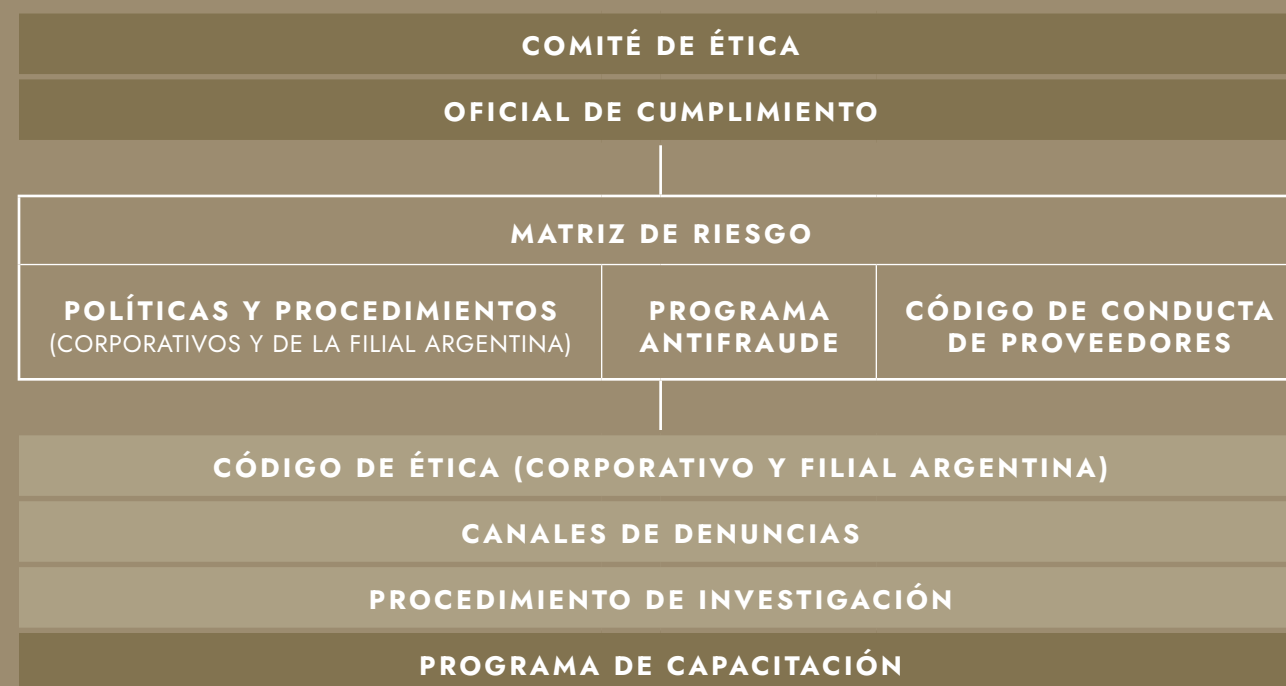 COMITÉ DE ÉTICA
OFICIAL DE CUMPLIMIENTO
MATRIZ DE RIESGO
POLÍTICAS Y PROCEDIMIENTOS
(CORPORATIVOS Y DE LA FILIAL ARGENTINA)
PROGRAMA
ANTIFRAUDE
CÓDIGO DE CONDUCTA
DE PROVEEDORES
CÓDIGO DE ÉTICA (CORPORATIVO Y FILIAL ARGENTINA)
CANALES DE DENUNCIAS
PROCEDIMIENTO DE INVESTIGACIÓN
PROGRAMA DE CAPACITACIÓN